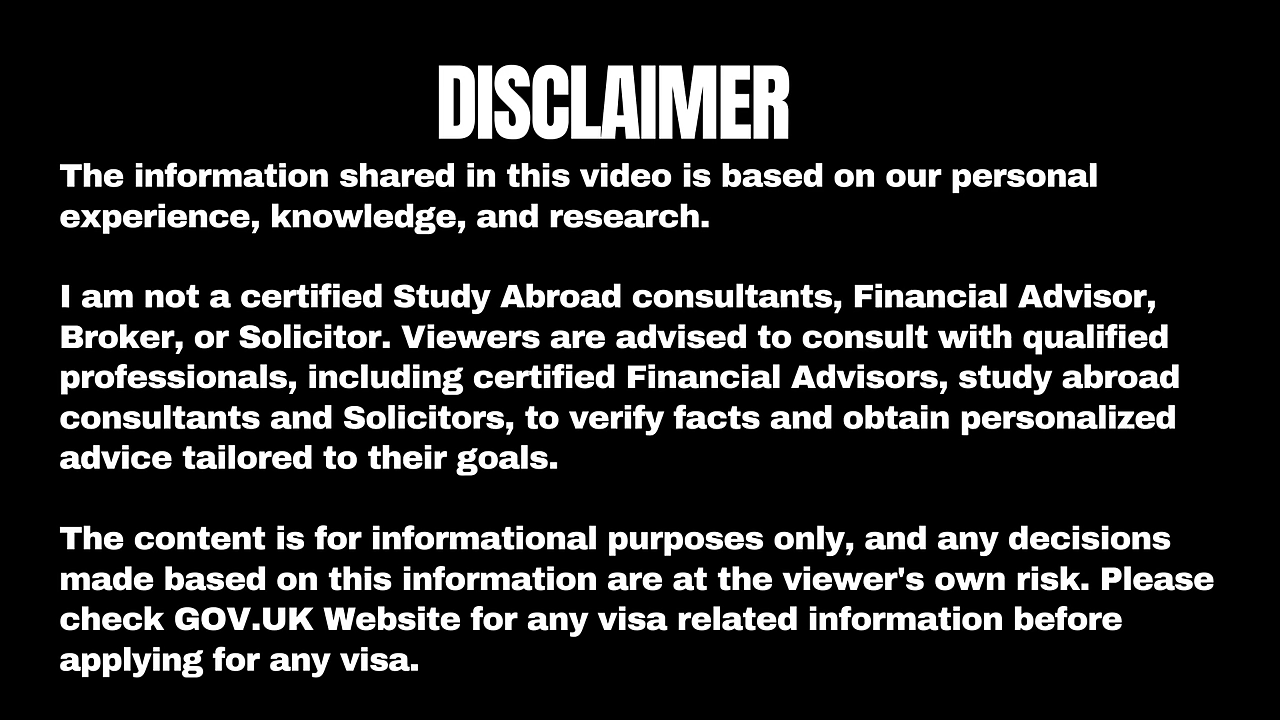 DISCLAIMER
The information shared in this video is based on our personal
experience, knowledge, and research.
I am not a certified Study Abroad consultants, Financial Advisor,
Broker, or Solicitor. Viewers are advised to consult with qualified
professionals, including certified Financial Advisors, study abroad
consultants and Solicitors, to verify facts and obtain personalized
advice tailored to their goals.
The content is for informational purposes only, and any decisions
made based on this information are at the viewer's own risk. Please
check GOV.UK Website for any visa related information before
applying for any visa.